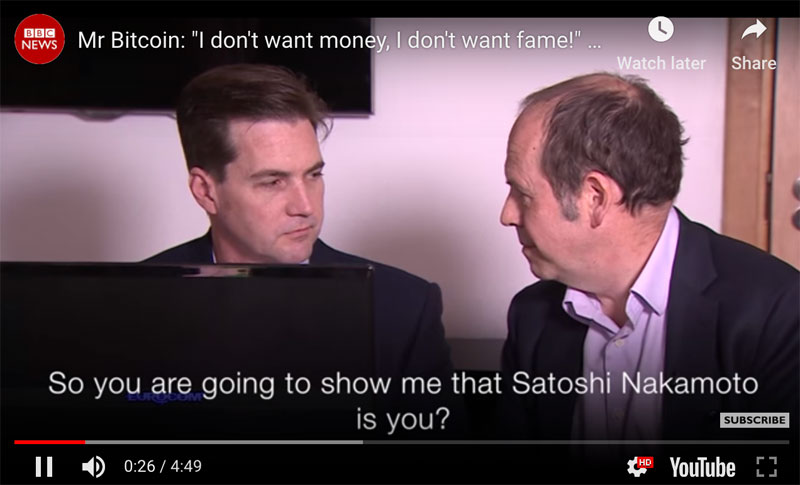 BBC
NEWS
Mr Bitcoin: "I don't want money, I don't want fame!" ...
Watch later
Share
So you are going to show me that Satoshi Nakamoto
is you?
EUROCOM
SUBSCRIBE
0:26 / 4:49
HD
YouTube